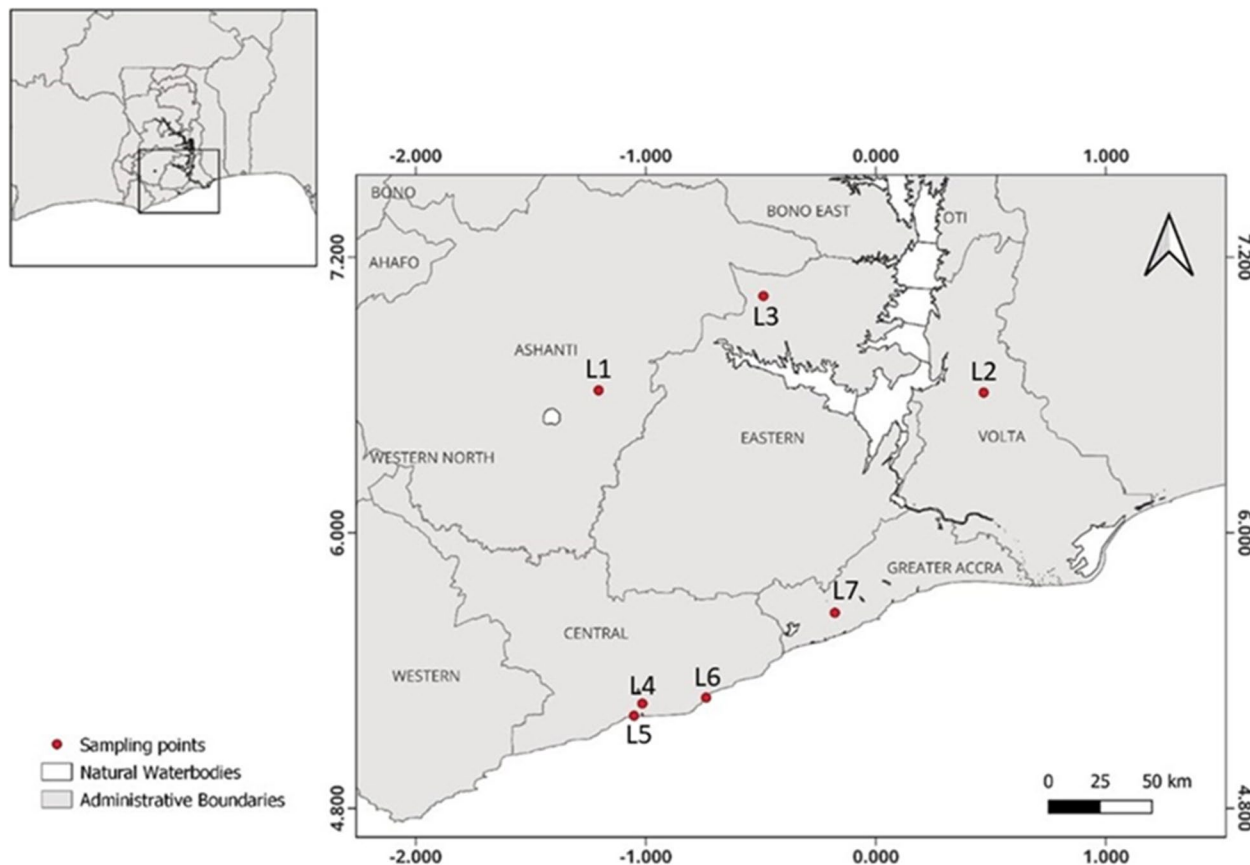 -2.000 -1.000 0.000 1.000
BONO
BONO EAST
OTI
7.200
AHAFO
7.200
L3
ASHANTI
L1
L2
EASTERN
VOLTA
WESTERN NORTH
6.000
6.000
GREATER ACCRA
L7
CENTRAL
WESTERN
L4
L6
L5
Sampling points
Natural Waterbodies
Administrative Boundaries
0 25 50 km
4.800
4.800
-2.000 -1.000 0.000 1.000